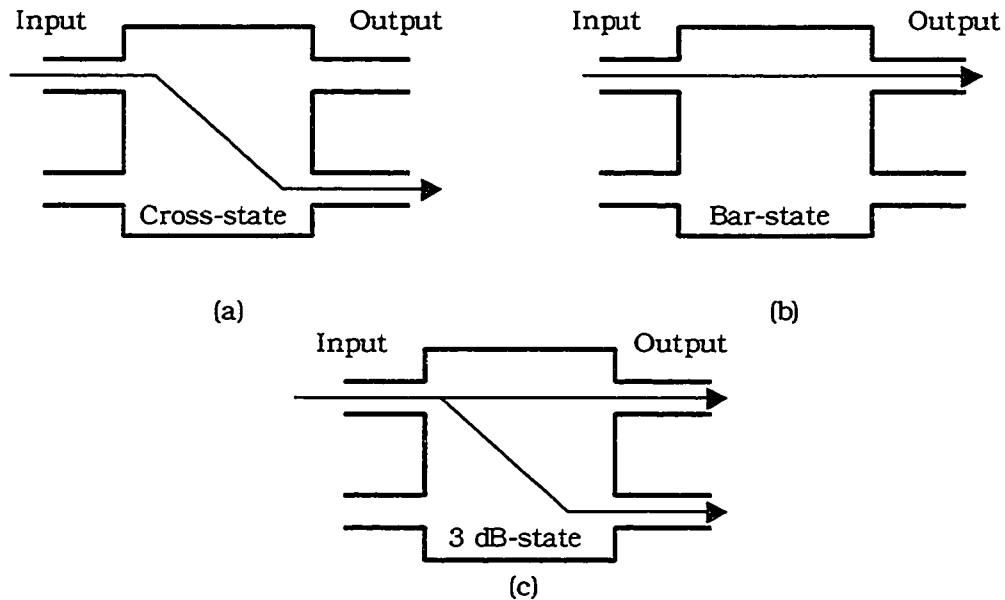 Input
Output
Cross-state
(a)
Input
Output
Bar-state
(b)
Input
Output
3 dB-state
(c)